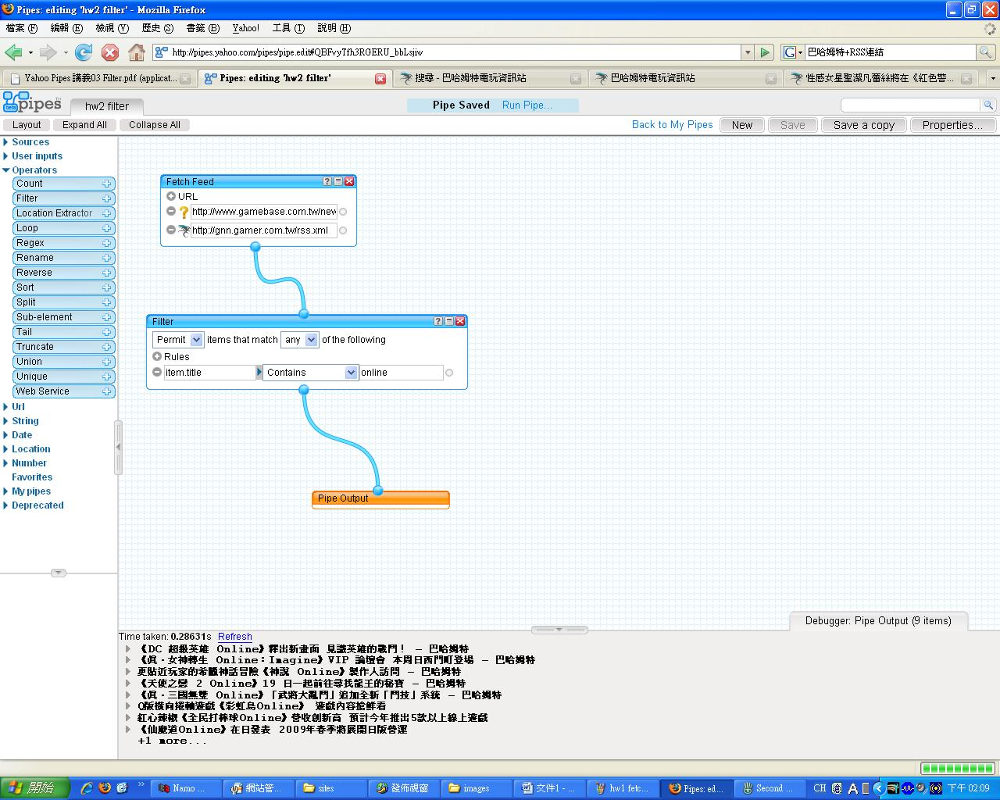 Pipes: editing 'hw2 filter' - Mozilla Firefox
檔案 (F) 編輯 (E) 檢視 (V) 歷史 (S) 書籤 (B) Yahoo! 工具 (T) 說明 (H)
http://pipes.yahoo.com/pipes/pipe.edit#QBFvyTfh3RGERU_bbLsjiw
巴哈姆特+RSS連結
Yahoo Pipes 講義03 Filter.pdf (applicat...
Pipes: editing 'hw2 filter'
搜尋 - 巴哈姆特電玩資訊站
巴哈姆特電玩資訊站
性感女星聖潔凡蕾絲將在《紅色警...
pipes
beta
hw2 filter
Pipe Saved Run Pipe...
Layout Expand All Collapse All
Back to My Pipes New Save Save a copy Properties...
Sources
User inputs
Operators
Count
Filter
Location Extractor
Loop
Regex
Rename
Reverse
Sort
Split
Sub-element
Tail
Truncate
Union
Unique
Web Service
Url
String
Date
Location
Number
Favorites
My pipes
Deprecated
Fetch Feed
URL
http://www.gamebase.com.tw/nev
http://gnn.gamer.com.tw/rss.xml
Filter
Permit items that match any of the following
Rules
item.title Contains online
Pipe Output
Debugger: Pipe Output (9 items)
Time taken: 0.28631s Refresh
《DC 超級英雄 Online》釋出新畫面 見識英雄的戰鬥！ - 巴哈姆特
《真‧女神轉生 Online：Imagine》VIP 論壇會 本周日西門町登場 - 巴哈姆特
更貼近玩家的希臘神話冒險《神說 Online》製作人訪問 - 巴哈姆特
《天使之戀 2 Online》19 日一起前往尋找龍王的秘寶 - 巴哈姆特
《真‧三國無雙 Online》「武將大亂鬥」追加全新「鬥技」系統 - 巴哈姆特
Q版橫向捲軸遊戲《彩虹島Online》 遊戲內容搶鮮看
紅心辣椒《全民打棒球Online》營收創新高 預計今年推出5款以上線上遊戲
《仙魔道Online》在日發表 2009年春季將展開日版營運
+1 more...
開始
Namo ...
網站管...
sites
發佈視窗
images
文件1 - ...
hw1 fetc...
Pipes: ed...
Second ...
CH
下午 02:09